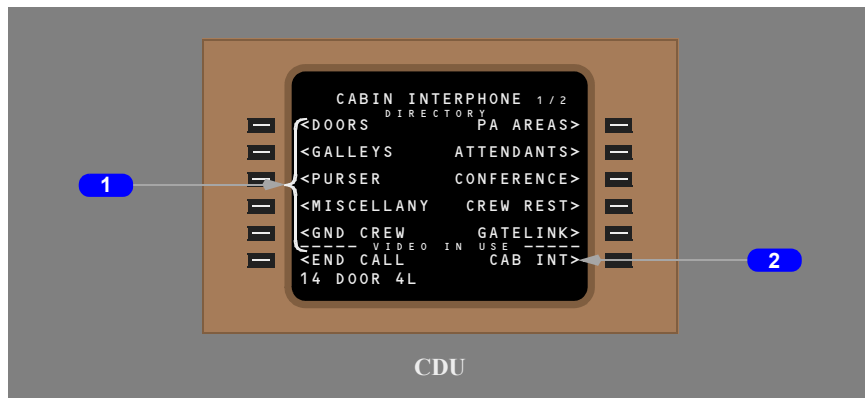 CABIN INTERPHONE 1/2
DIRECTORY
<DOORS PA AREAS>
<GALLEYS ATTENDANTS>
1 <PURSER CONFERENCE>
<MISCELLANY CREW REST>
<GND CREW GATELINK>
----- VIDEO IN USE -----
<END CALL CAB INT> 2
14 DOOR 4L
CDU